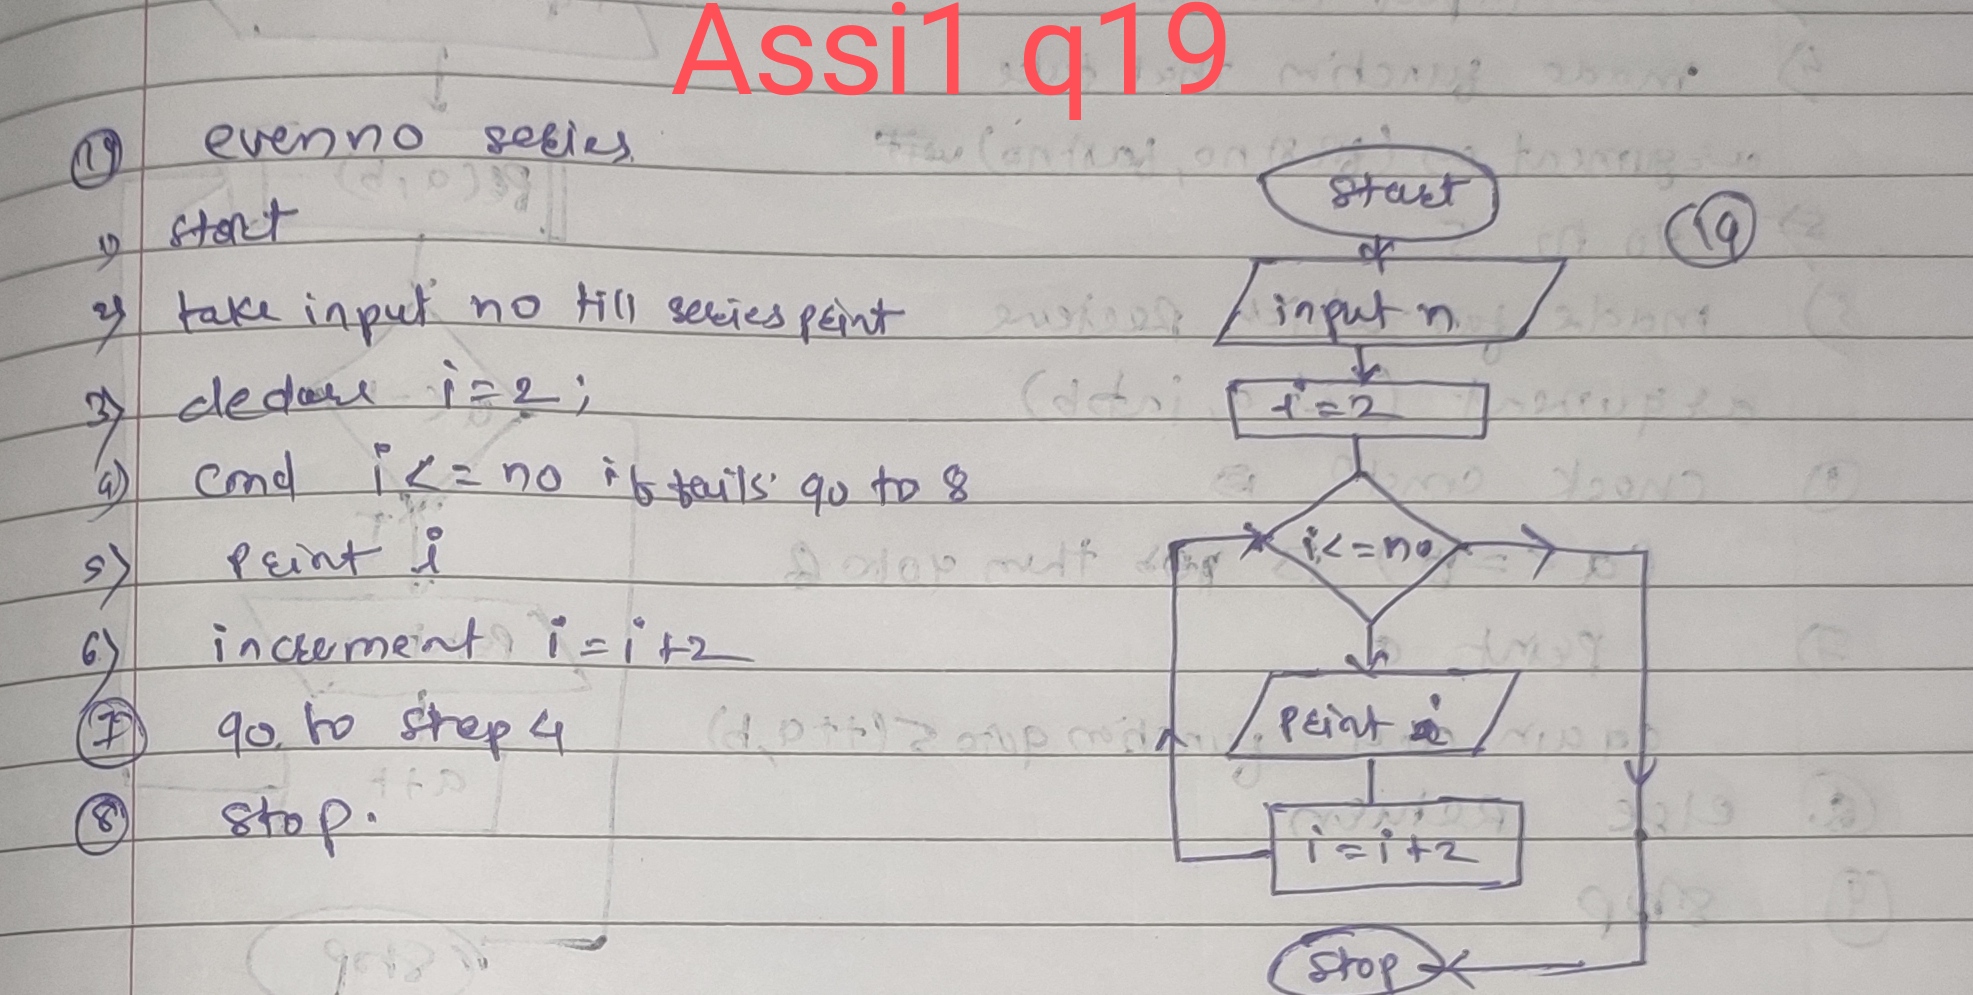 Assi1 q19
19 even no series.
1) start
2) take input no till series print
3) declare i=2;
4) cond i<=no if fails go to 8
5) print i
6) increment i=i+2
7 go to step 4
8 stop.
19
start
input n
i=2
i<=no
print i
i=i+2
stop